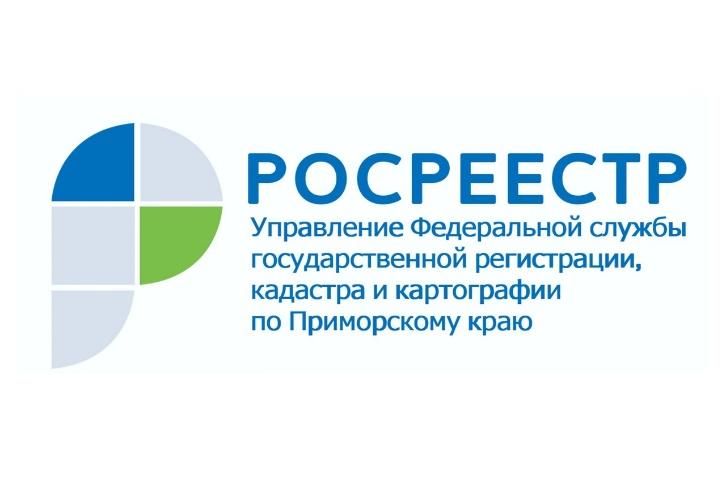 РОСРЕЕСТР
Управление Федеральной службы
государственной регистрации,
кадастра и картографии
по Приморскому краю